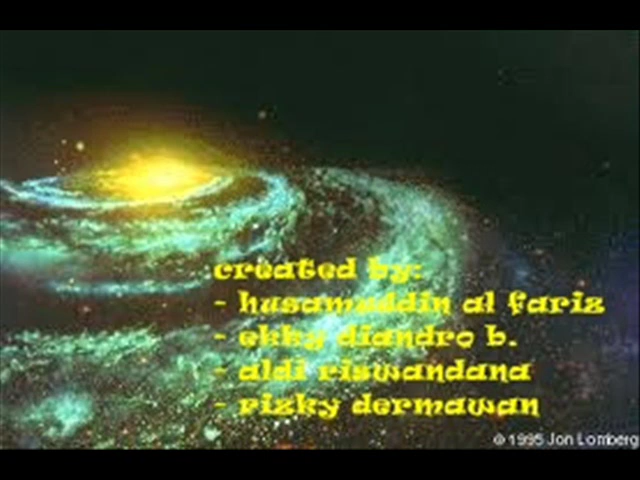 created by:
- husamuddin al fariz
- ekky diandro b.
- aldi riswandana
- rizky dermawan
© 1995 Jon Lomberg